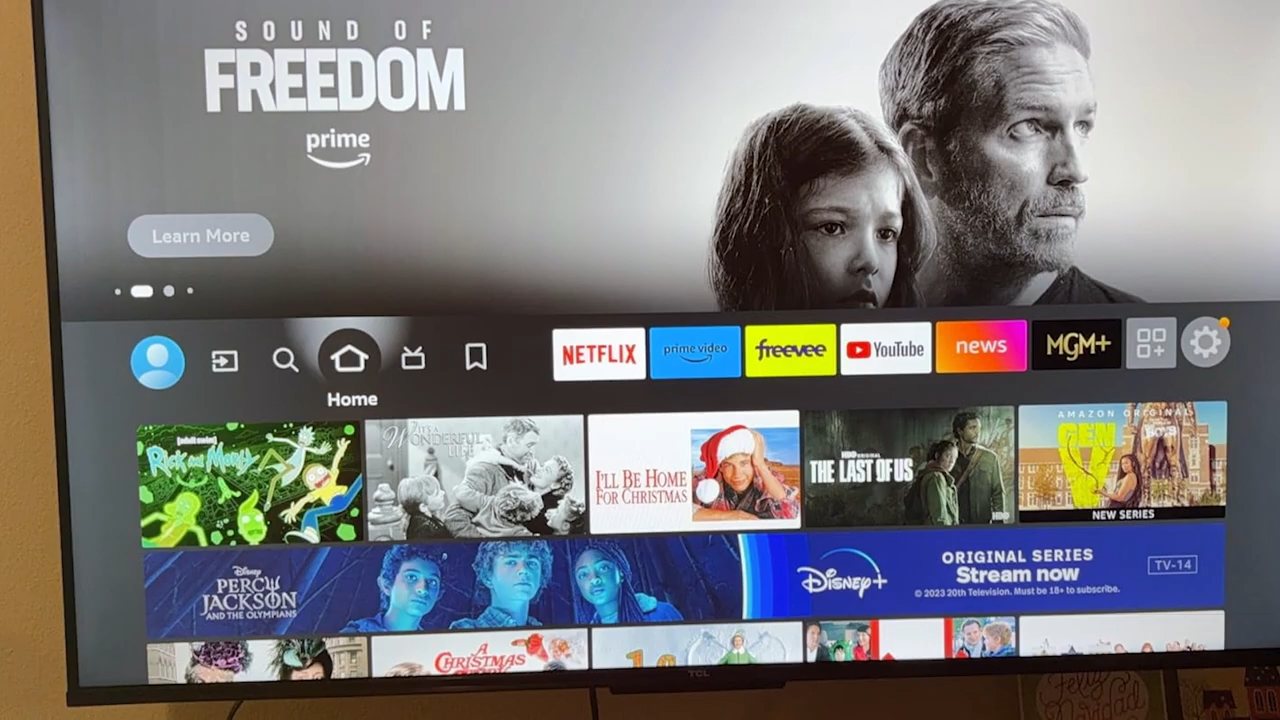 SOUND OF
FREEDOM
prime
Learn More
NETFLIX
prime video
freevee
YouTube
news
MGM+
Home
[adult swim]
RICK AND MORTY
IT'S A
WONDERFUL
LIFE
I'LL BE HOME
FOR CHRISTMAS
HBO ORIGINAL
THE LAST OF US
HBO
AMAZON ORIGINAL
GEN V
NEW SERIES
Disney
PERCY
JACKSON
AND THE OLYMPIANS
Disney+
ORIGINAL SERIES
Stream now
© 2023 20th Television. Must be 18+ to subscribe.
TV-14
A
CHRISTMAS
TCL
Feliz
Navidad